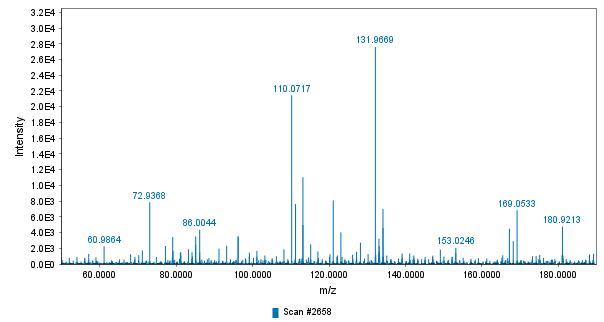 3.2E4
3.0E4
2.8E4
2.6E4
2.4E4
2.2E4
2.0E4
1.8E4
1.6E4
1.4E4
1.2E4
1.0E4
8.0E3
6.0E3
4.0E3
2.0E3
0.0E0
Intensity
131.9669
110.0717
72.9368
86.0044
60.9864
169.0533
180.9213
153.0246
60.0000 80.0000 100.0000 120.0000 140.0000 160.0000 180.0000
m/z
Scan #2658